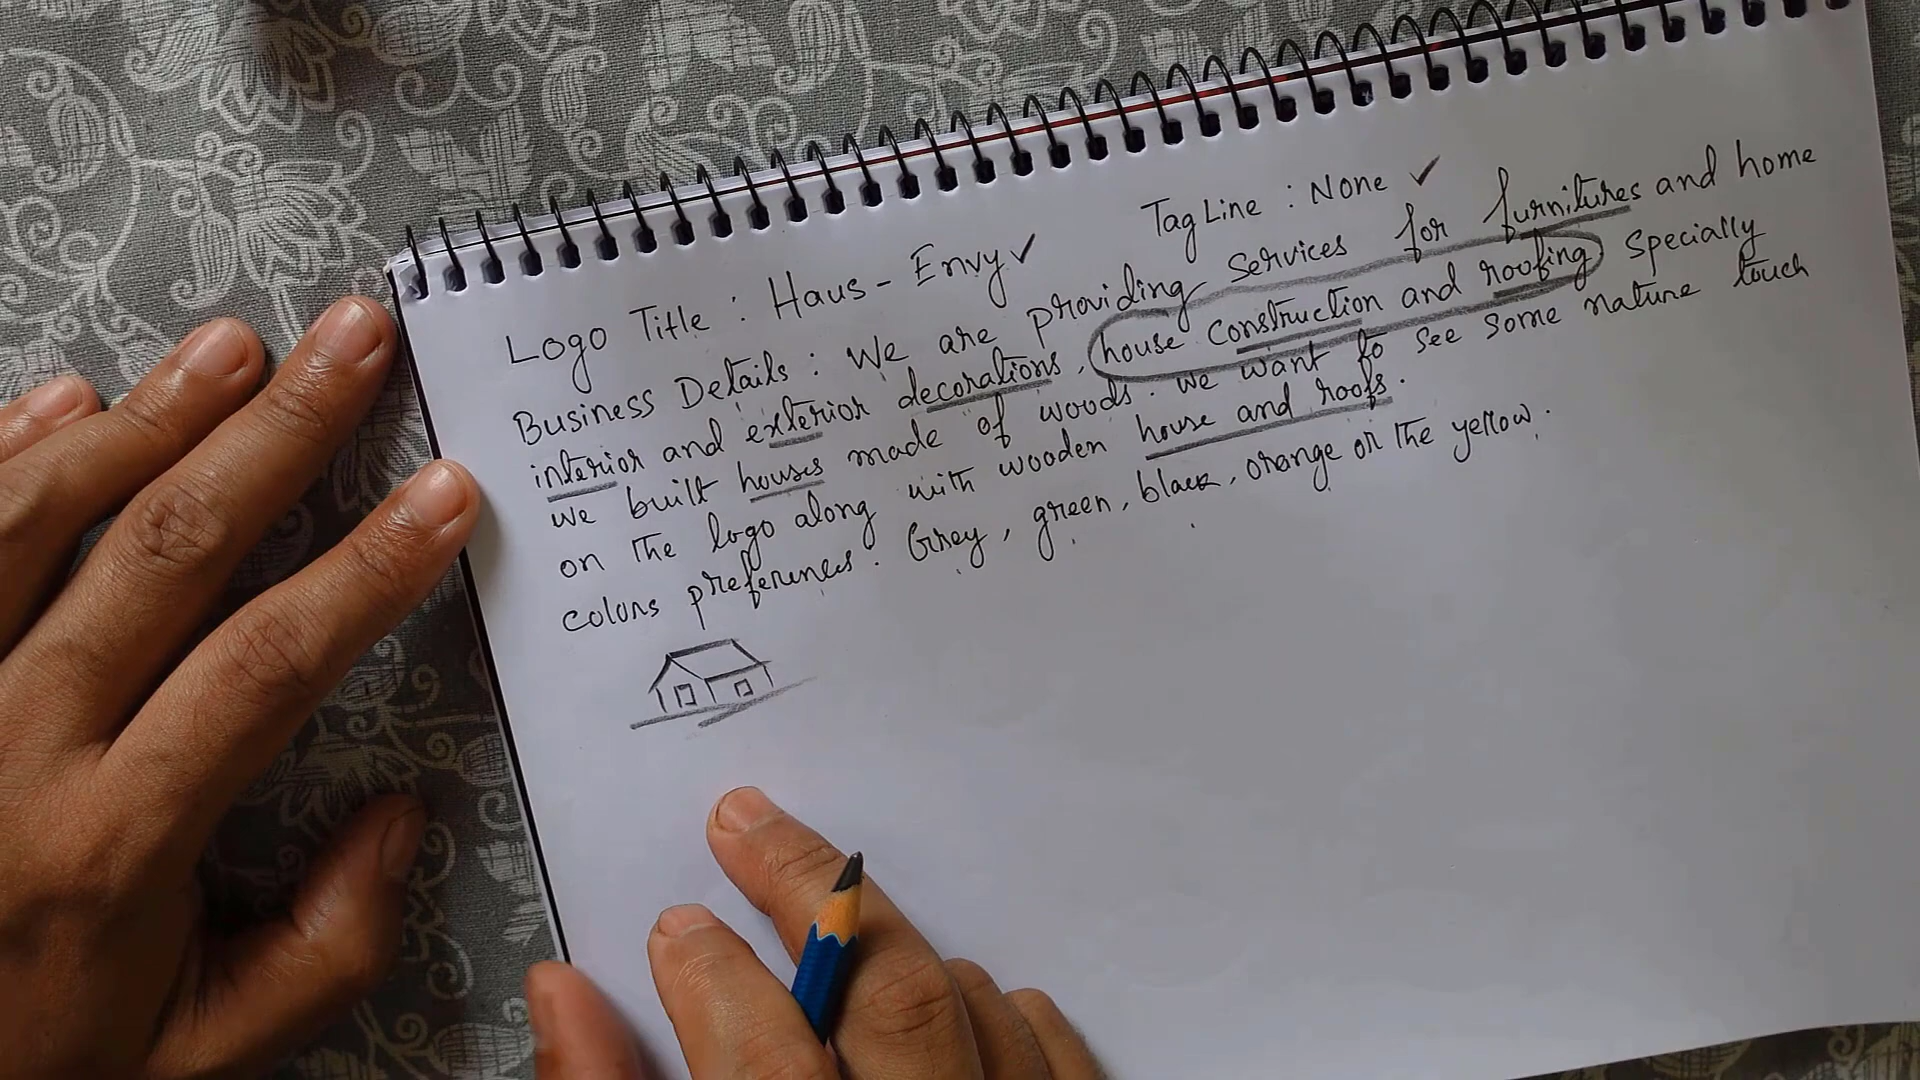 Logo Title : Haus - Envy ✓ Tag Line : None ✓
Business Details : We are providing services for furnitures and home
interior and exterior decorations, house construction and roofing specially
we built houses made of woods. we want to see some nature touch
on the logo along with wooden house and roofs.
colors preferences. Grey, green, black, orange or the yellow.